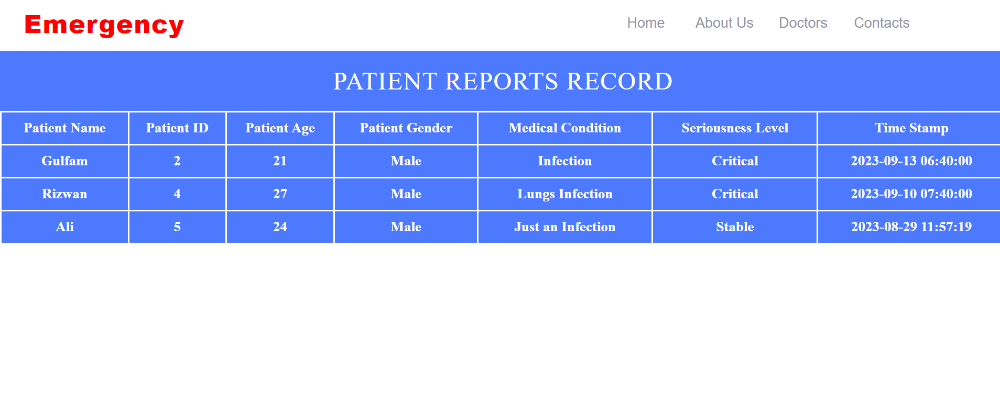 Emergency Home About Us Doctors Contacts
PATIENT REPORTS RECORD
Patient Name Patient ID Patient Age Patient Gender Medical Condition Seriousness Level Time Stamp
Gulfam 2 21 Male Infection Critical 2023-09-13 06:40:00
Rizwan 4 27 Male Lungs Infection Critical 2023-09-10 07:40:00
Ali 5 24 Male Just an Infection Stable 2023-08-29 11:57:19